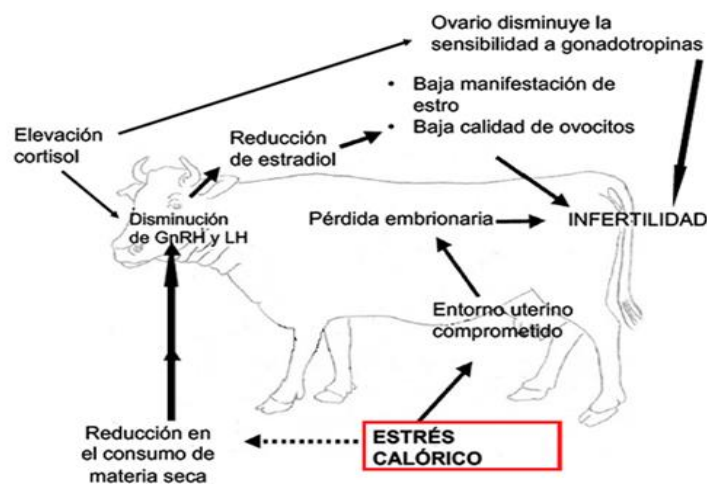 Ovario disminuye la
sensibilidad a gonadotropinas
• Baja manifestación de
estro
• Baja calidad de ovocitos
Elevación
cortisol
Reducción
de estradiol
Disminución
de GnRH y LH
Pérdida embrionaria
INFERTILIDAD
Entorno uterino
comprometido
Reducción en
el consumo de
materia seca
ESTRÉS
CALÓRICO